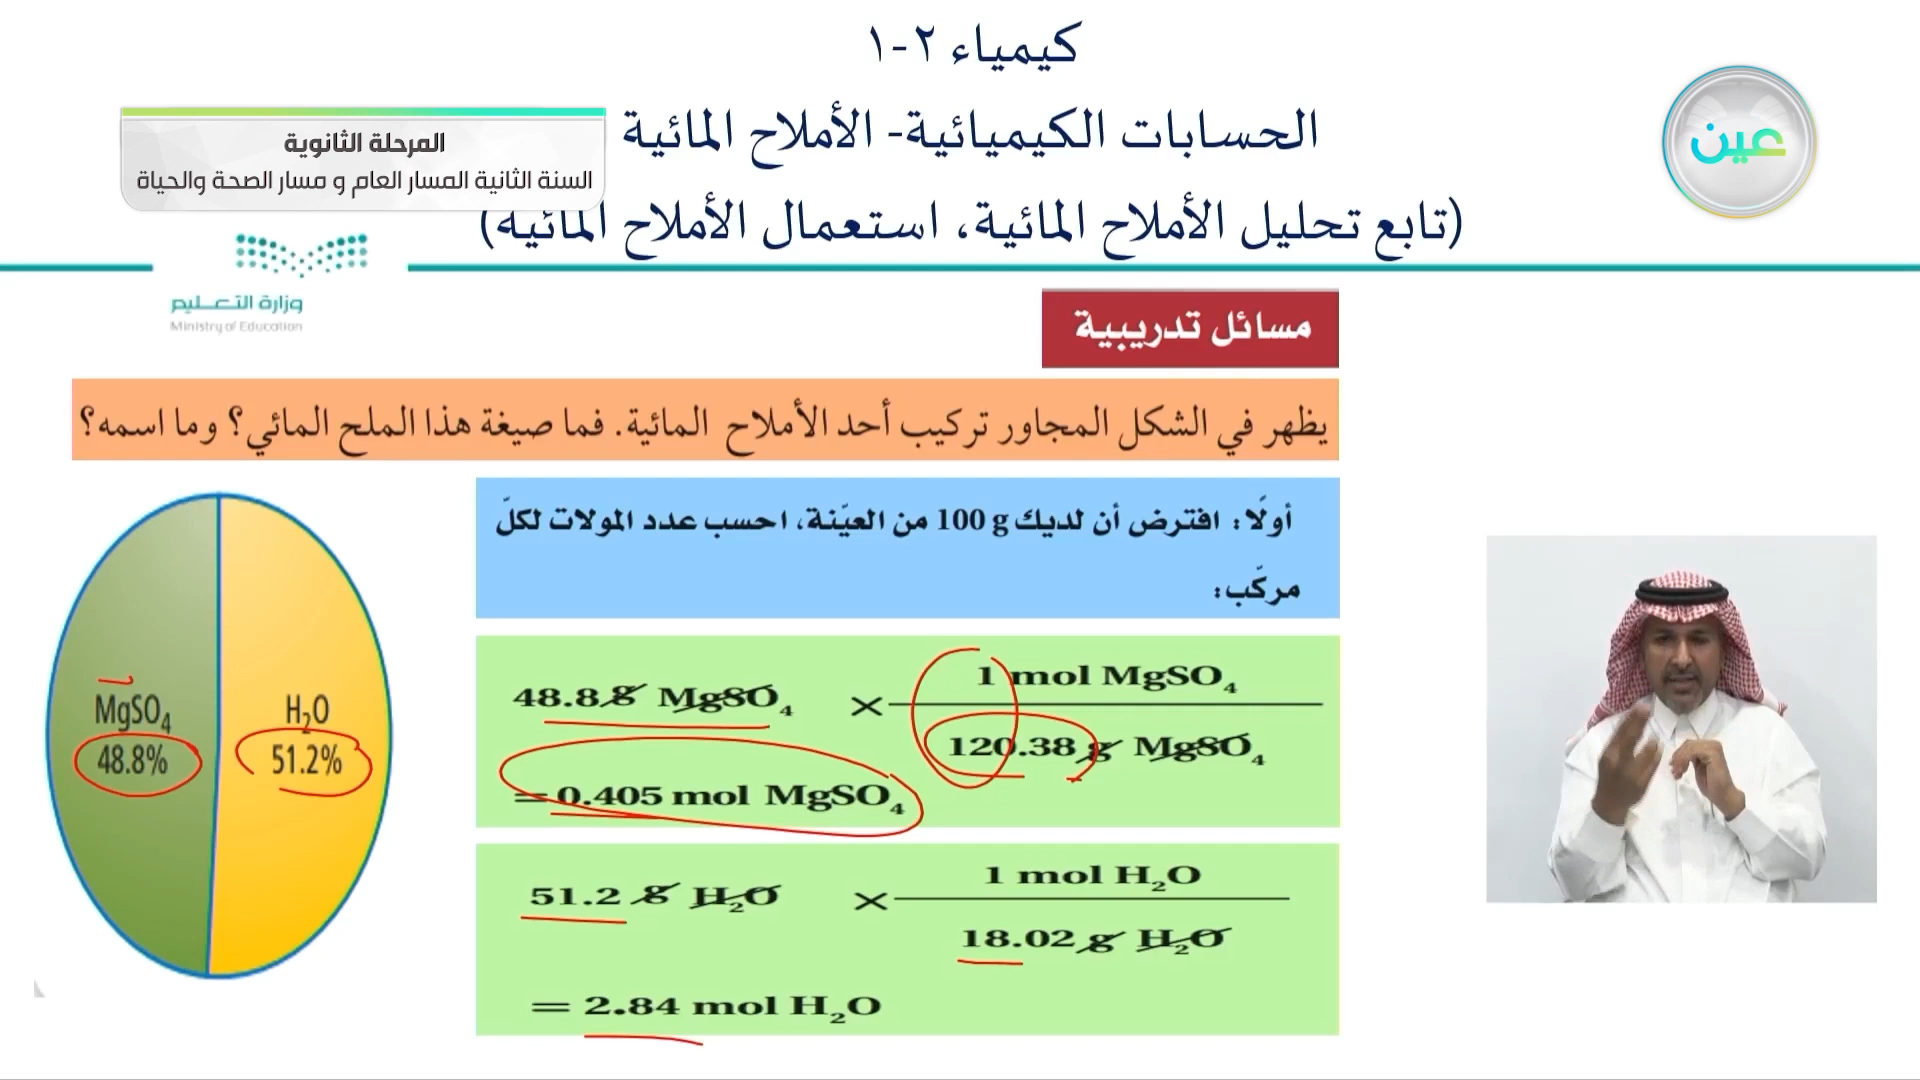 كيمياء ٢-١
الحسابات الكيميائية- الأملاح المائية
(تابع تحليل الأملاح المائية، استعمال الأملاح المائية)
المرحلة الثانوية
السنة الثانية المسار العام و مسار الصحة والحياة
عين
وزارة التعليم
Ministry of Education
مسائل تدريبية
يظهر في الشكل المجاور تركيب أحد الأملاح المائية. فما صيغة هذا الملح المائي؟ وما اسمه؟
أولًا: افترض أن لديك 100 g من العيّنة، احسب عدد المولات لكلّ
مركّب:
MgSO₄
48.8%
H₂O
51.2%
48.8 g MgSO₄ × 1 mol MgSO₄
120.38 g MgSO₄
= 0.405 mol MgSO₄
51.2 g H₂O × 1 mol H₂O
18.02 g H₂O
= 2.84 mol H₂O